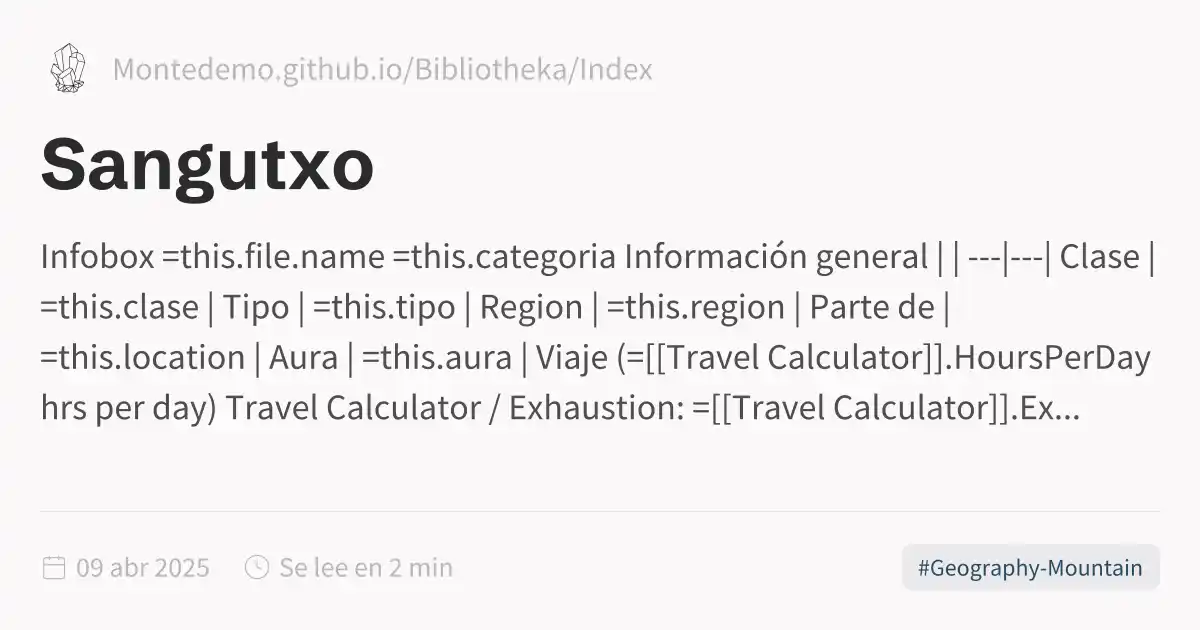 Montedemo.github.io/Bibliotheka/Index
Sangutxo
Infobox =this.file.name =this.categoria Información general | | ---|---| Clase |
=this.clase | Tipo | =this.tipo | Region | =this.region | Parte de |
=this.location | Aura | =this.aura | Viaje (=[[Travel Calculator]].HoursPerDay
hrs per day) Travel Calculator / Exhaustion: =[[Travel Calculator]].Ex...
09 abr 2025
Se lee en 2 min
#Geography-Mountain